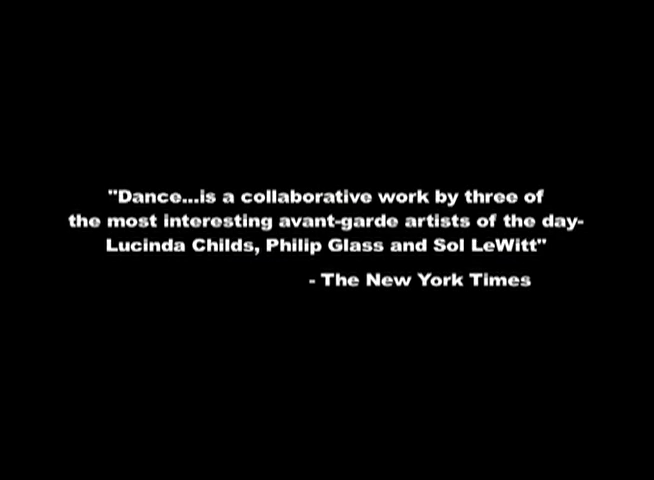 "Dance...is a collaborative work by three of
the most interesting avant-garde artists of the day-
Lucinda Childs, Philip Glass and Sol LeWitt"
- The New York Times